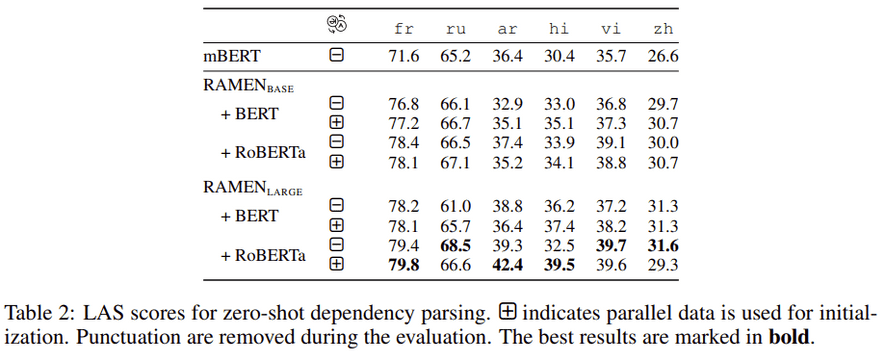 fr ru ar hi vi zh
mBERT ⊟ 71.6 65.2 36.4 30.4 35.7 26.6
RAMEN BASE
+ BERT
⊟ 76.8 66.1 32.9 33.0 36.8 29.7
⊞ 77.2 66.7 35.1 35.1 37.3 30.7
+ RoBERTa
⊟ 78.4 66.5 37.4 33.9 39.1 30.0
⊞ 78.1 67.1 35.2 34.1 38.8 30.7
RAMEN LARGE
+ BERT
⊟ 78.2 61.0 38.8 36.2 37.2 31.3
⊞ 78.1 65.7 36.4 37.4 38.2 31.3
+ RoBERTa
⊟ 79.4 68.5 39.3 32.5 39.7 31.6
⊞ 79.8 66.6 42.4 39.5 39.6 29.3
Table 2: LAS scores for zero-shot dependency parsing. ⊞ indicates parallel data is used for initial-
ization. Punctuation are removed during the evaluation. The best results are marked in bold.